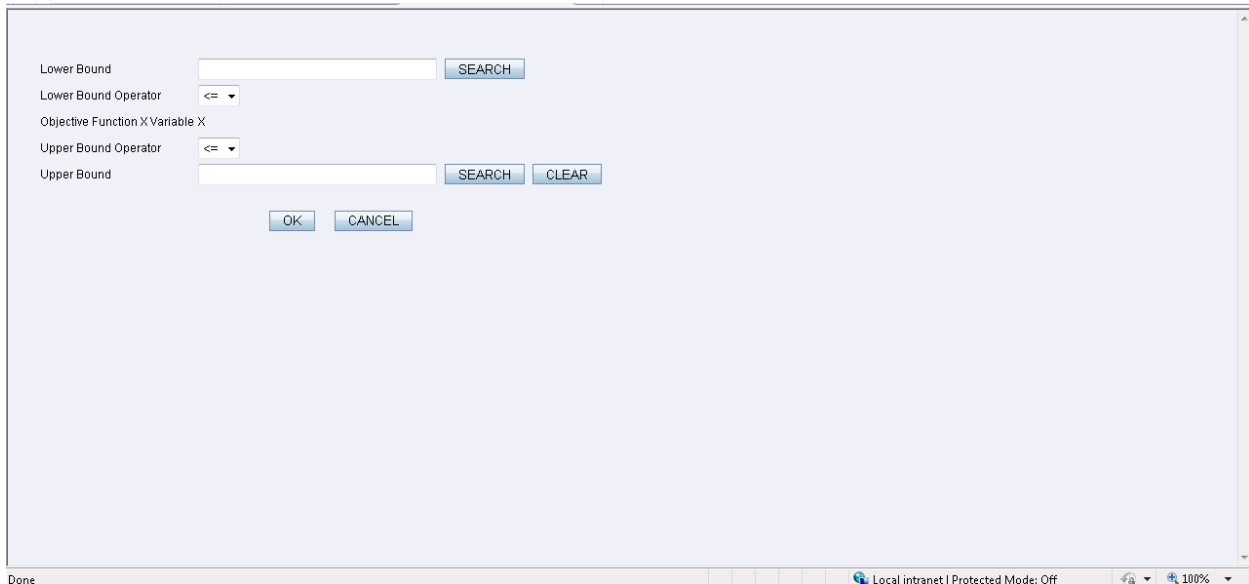 Lower Bound SEARCH
Lower Bound Operator <=
Objective Function X Variable X
Upper Bound Operator <=
Upper Bound SEARCH CLEAR
OK CANCEL
Done Local intranet | Protected Mode: Off 100%